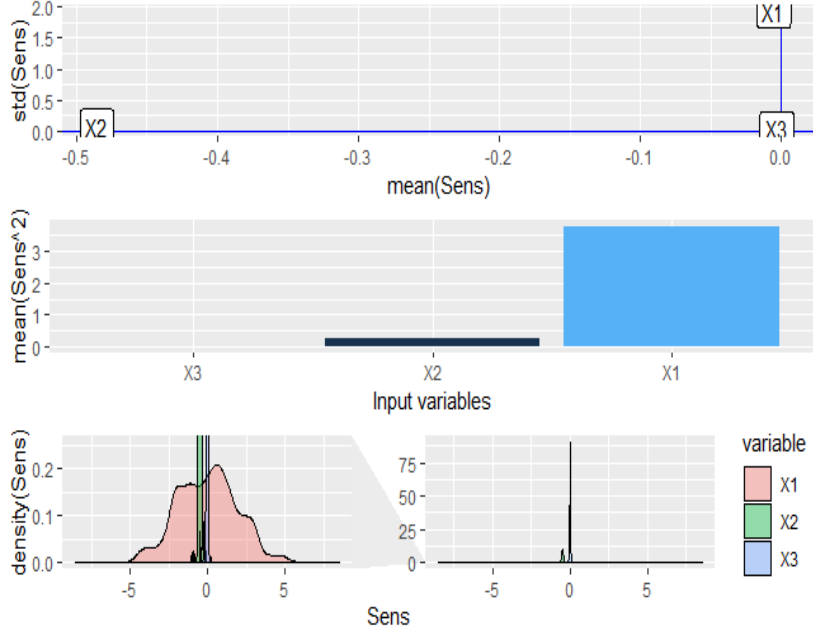 std(Sens)
2.0
1.5
1.0
0.5
0.0
X1
X2
X3
-0.5 -0.4 -0.3 -0.2 -0.1 0.0
mean(Sens)
mean(Sens^2)
3
2
1
0
X3 X2 X1
Input variables
density(Sens)
0.2
0.1
0.0
-5 0 5
75
50
25
0
-5 0 5
Sens
variable
X1
X2
X3